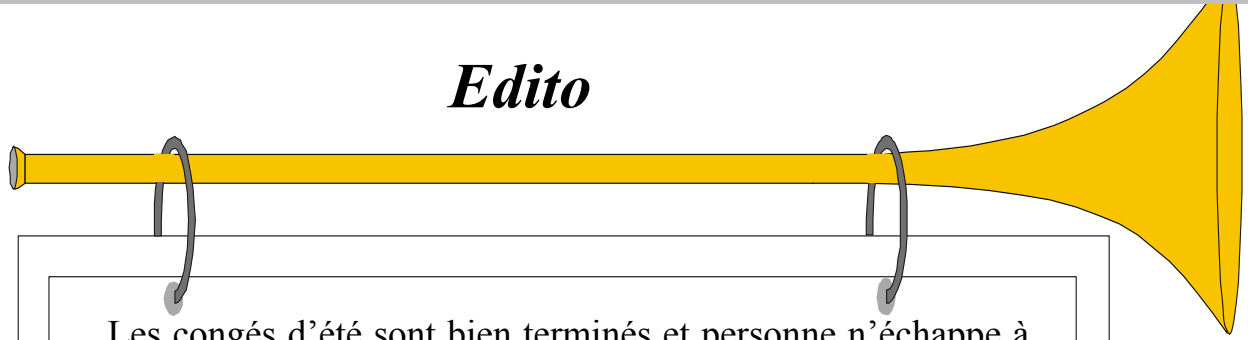 Edito
Les congés d’été sont bien terminés et personne n’échappe à